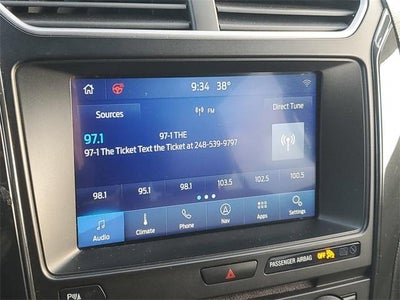 9:34 38°
Sources
FM
Direct Tune
97.1
97-1 THE
97-1 The Ticket Text the Ticket at 248-539-9797
98.1 95.1 98.1 103.5 102.5 100.5
Audio Climate Phone Nav Apps Settings
PASSENGER AIRBAG OFF